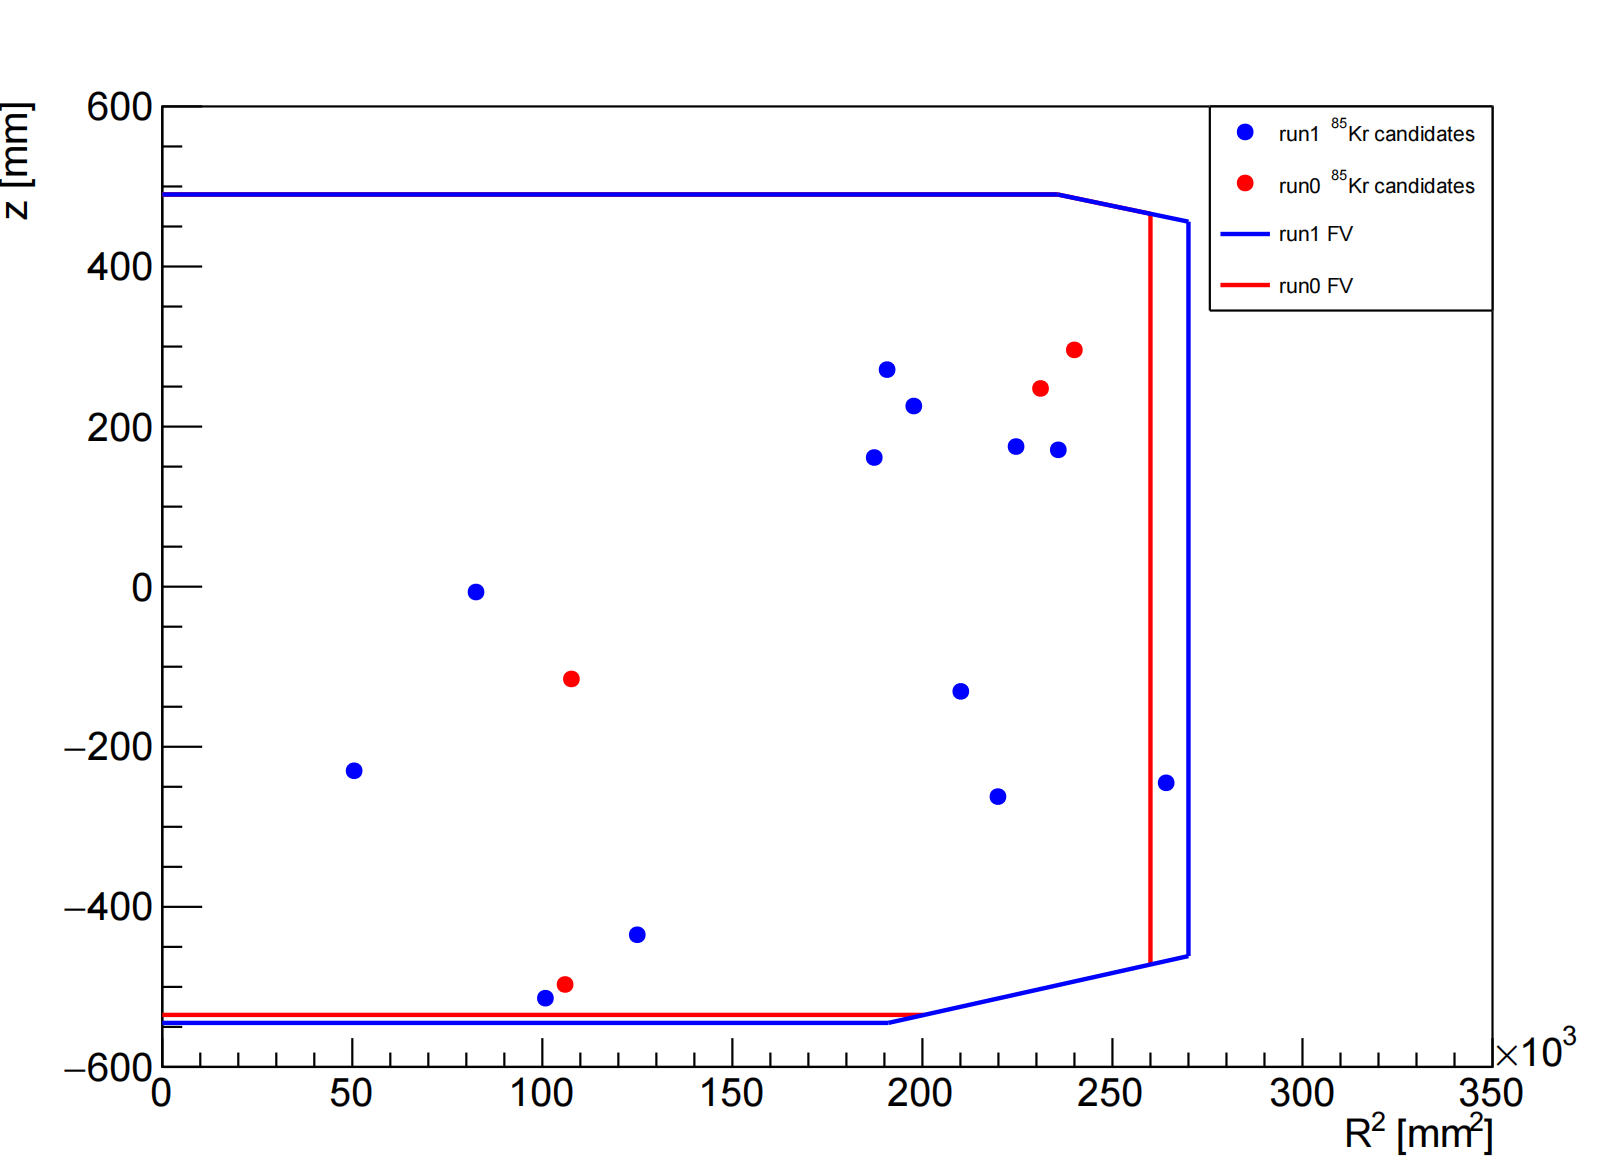 z [mm]
600
400
200
0
−200
−400
−600
run1 ⁸⁵Kr candidates
run0 ⁸⁵Kr candidates
run1 FV
run0 FV
0 50 100 150 200 250 300 350
×10³
R² [mm²]